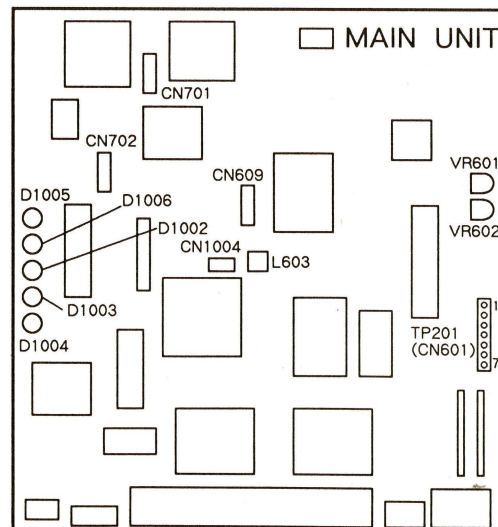 MAIN UNIT
CN701
CN702
VR601
CN609
D1005
D1006
VR602
D1002
CN1004
L603
1
D1003
TP201
(CN601)
D1004
7